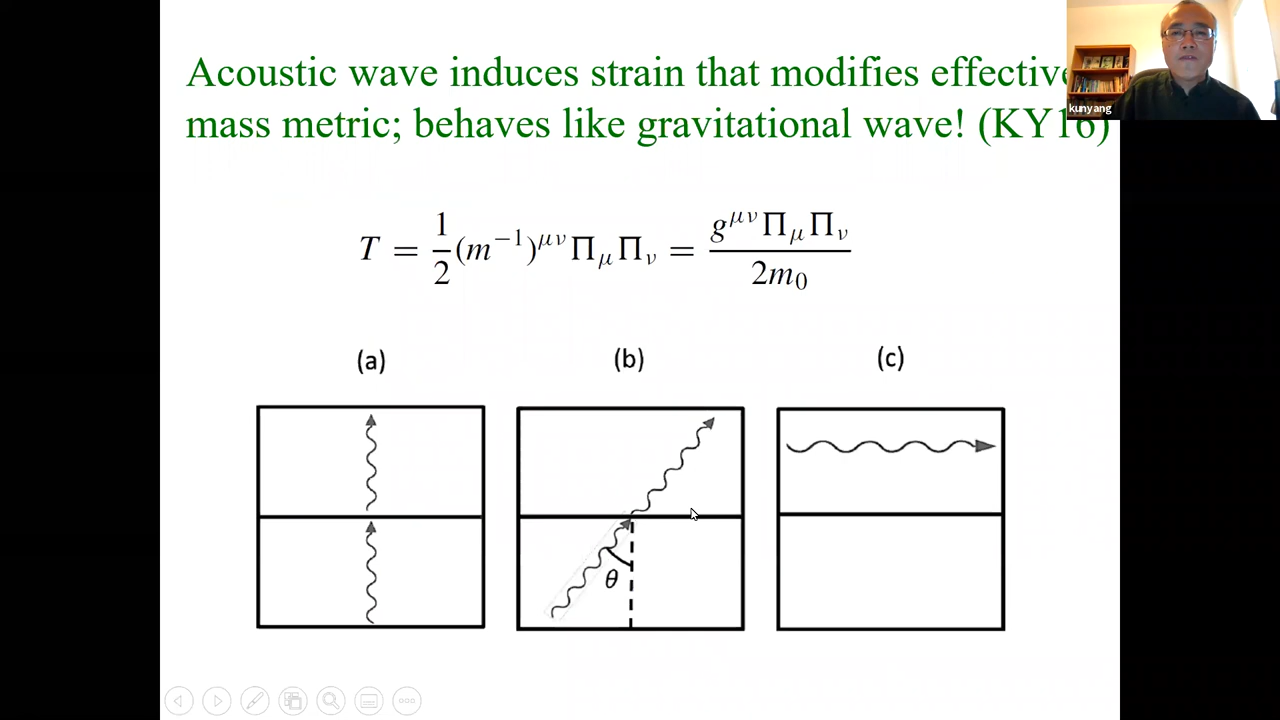 Acoustic wave induces strain that modifies effective
mass metric; behaves like gravitational wave! (KY16)
kunyang
T = 1/2 (m⁻¹)^{μν} Π_μ Π_ν = g^{μν} Π_μ Π_ν / 2m₀
(a) (b) (c)
θ